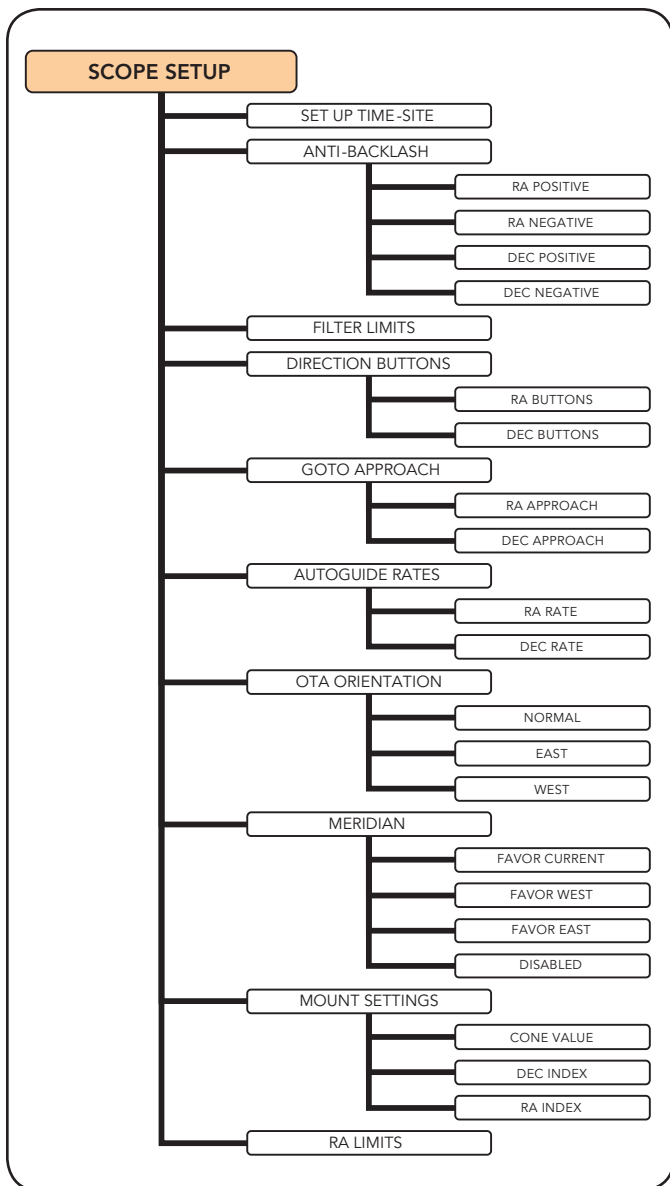 SCOPE SETUP
SET UP TIME-SITE
ANTI-BACKLASH
RA POSITIVE
RA NEGATIVE
DEC POSITIVE
DEC NEGATIVE
FILTER LIMITS
DIRECTION BUTTONS
RA BUTTONS
DEC BUTTONS
GOTO APPROACH
RA APPROACH
DEC APPROACH
AUTOGUIDE RATES
RA RATE
DEC RATE
OTA ORIENTATION
NORMAL
EAST
WEST
MERIDIAN
FAVOR CURRENT
FAVOR WEST
FAVOR EAST
DISABLED
MOUNT SETTINGS
CONE VALUE
DEC INDEX
RA INDEX
RA LIMITS